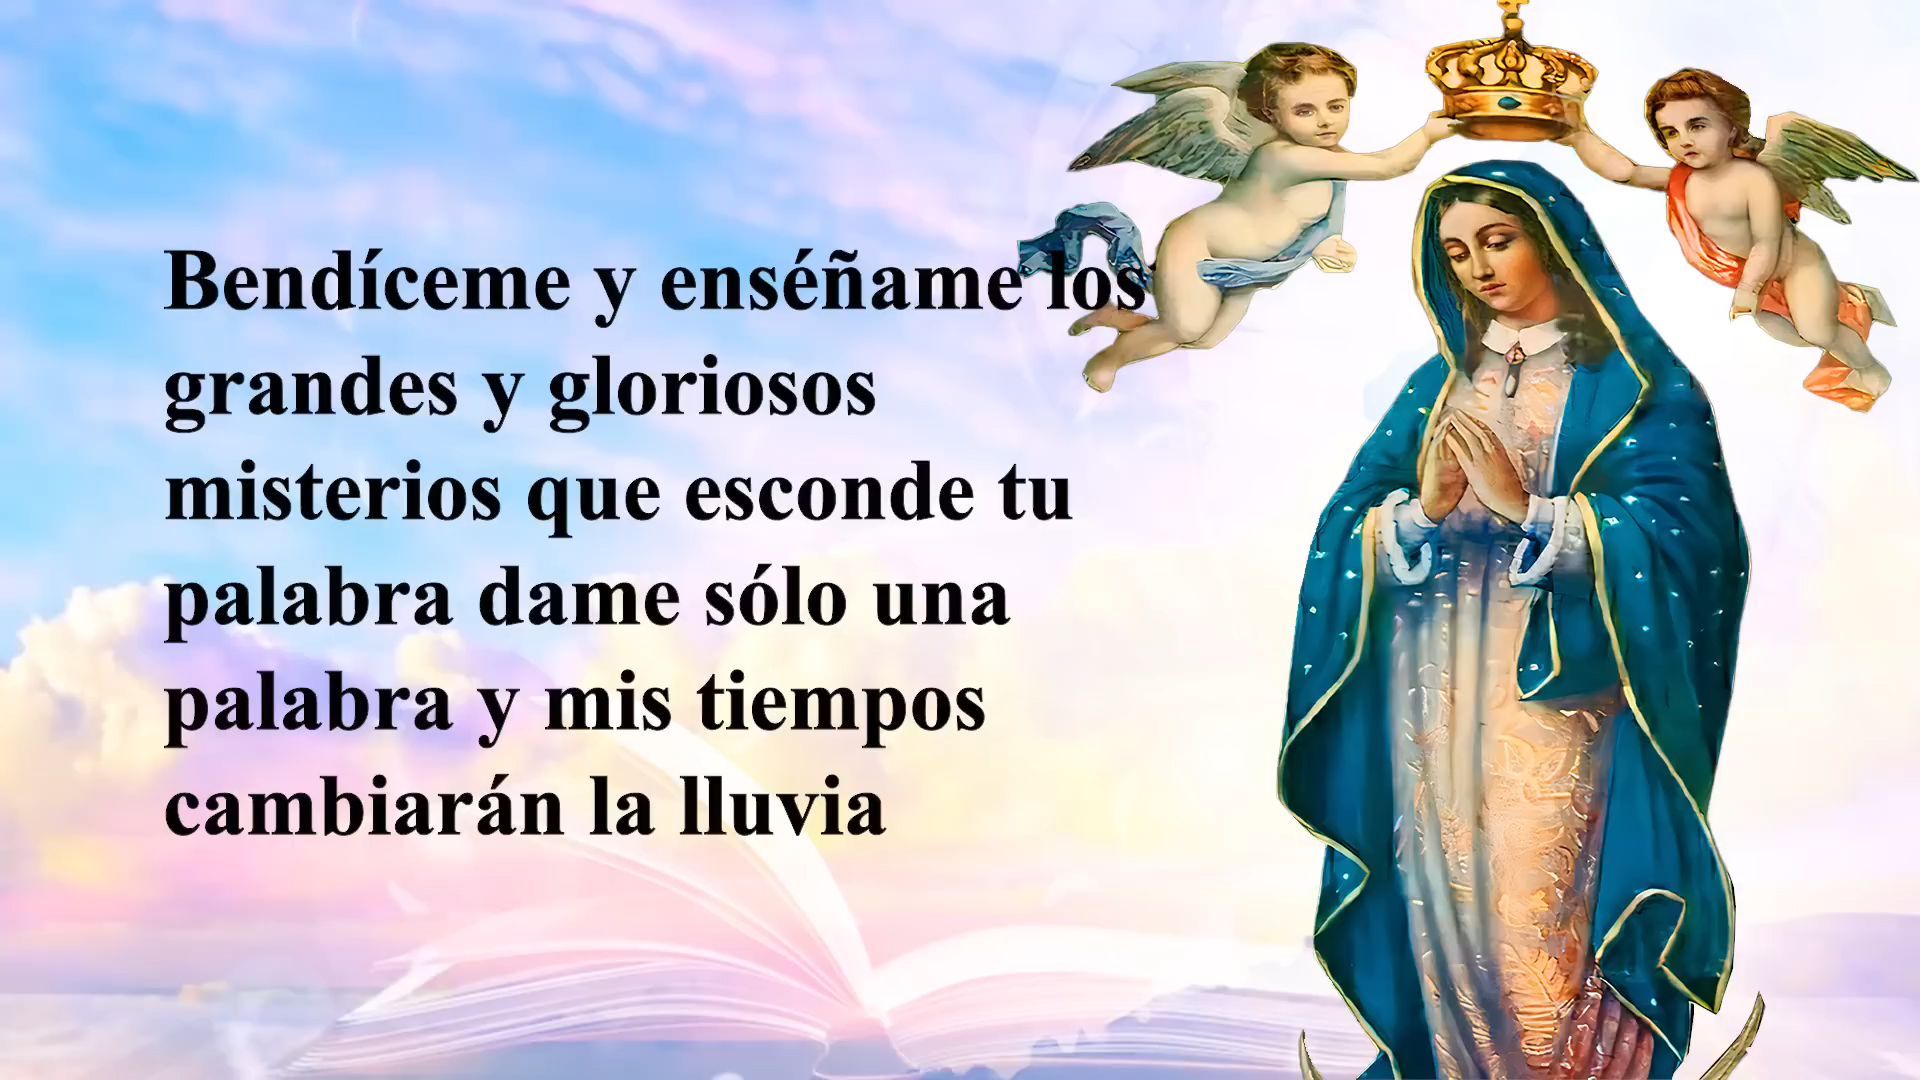 Bendíceme y enséñame los
grandes y gloriosos
misterios que esconde tu
palabra dame sólo una
palabra y mis tiempos
cambiarán la lluvia